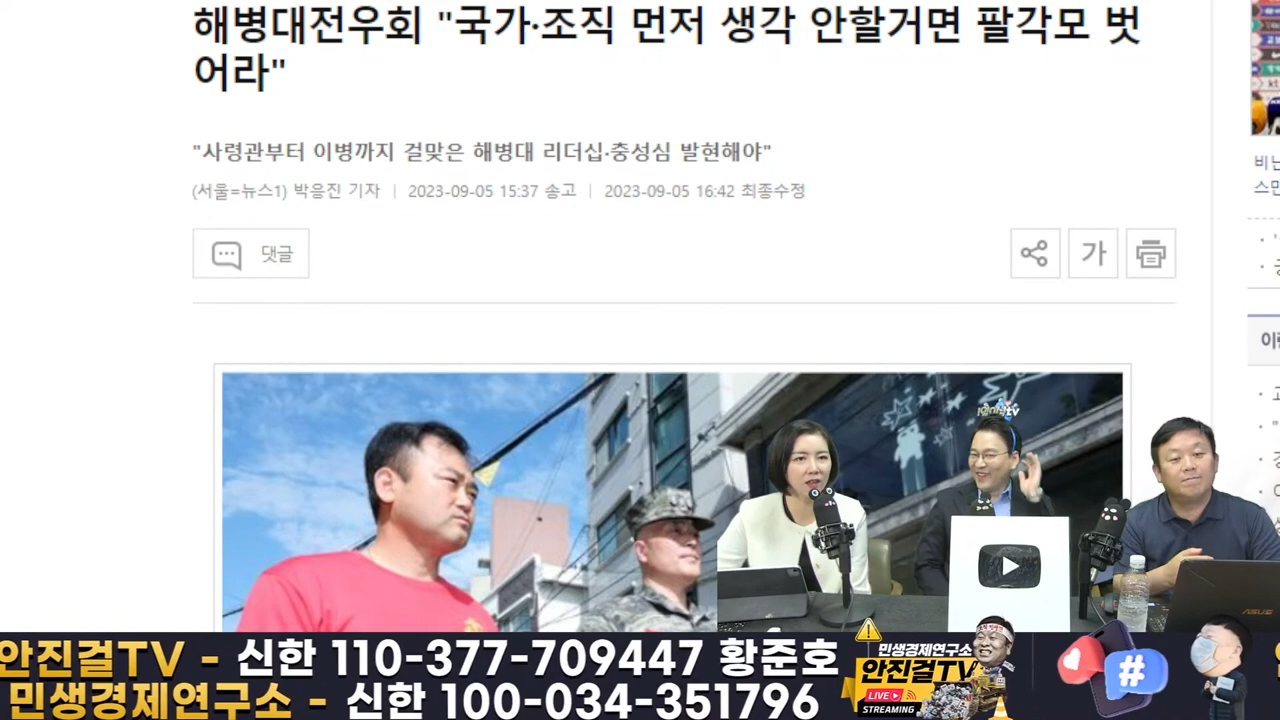 해병대전우회 "국가·조직 먼저 생각 안할거면 팔각모 벗
어라"
"사령관부터 이병까지 걸맞은 해병대 리더십·충성심 발현해야"
(서울=뉴스1) 박응진 기자 | 2023-09-05 15:37 송고 | 2023-09-05 16:42 최종수정
댓글
가
비난
이런
ASUS
안진걸TV - 신한 110-377-709447 황준호
민생경제연구소 - 신한 100-034-351796
민생경제연구소
안진걸TV
LIVE
STREAMING
#